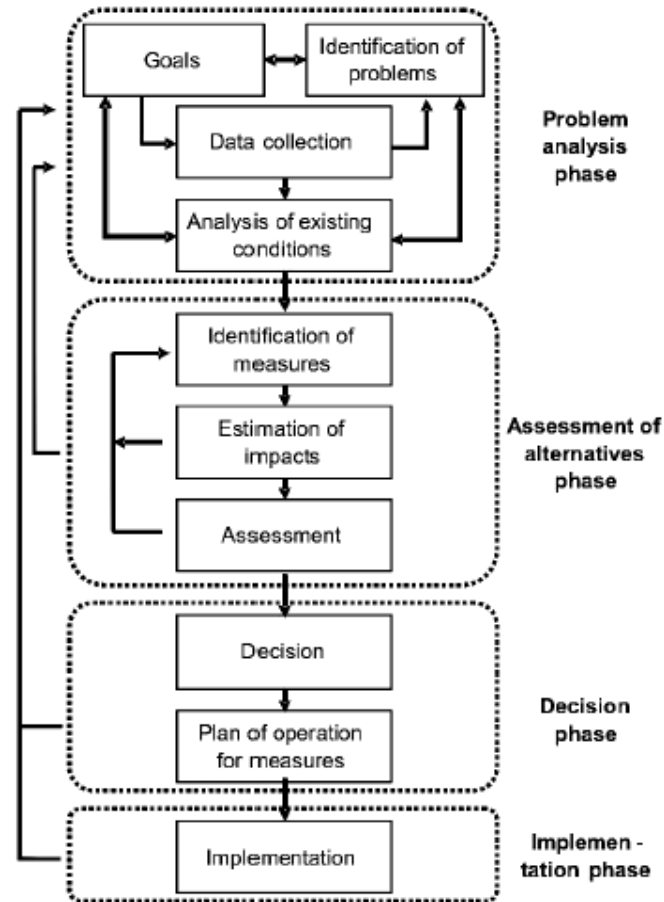 Goals
Identification of
problems
Data collection
Analysis of existing
conditions
Problem
analysis
phase
Identification of
measures
Estimation of
impacts
Assessment
Assessment of
alternatives
phase
Decision
Plan of operation
for measures
Decision
phase
Implementation
Implemen -
tation phase